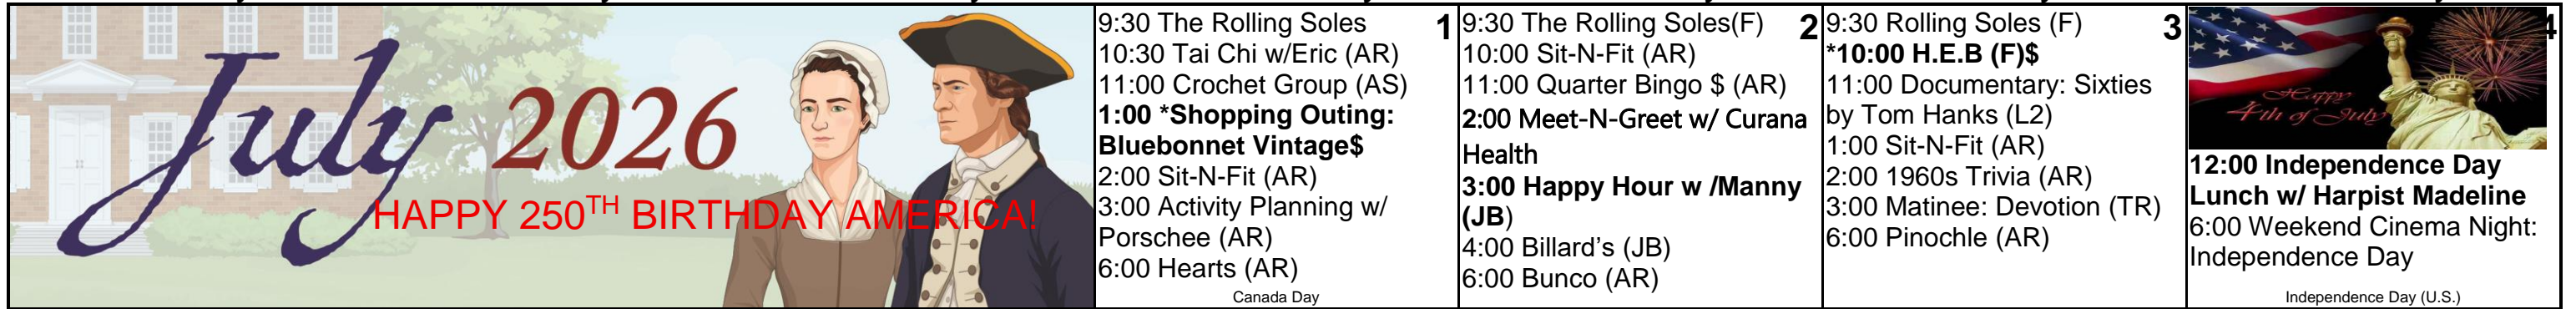 July 2026
HAPPY 250TH BIRTHDAY AMERICA!
1
9:30 The Rolling Soles
10:30 Tai Chi w/Eric (AR)
11:00 Crochet Group (AS)
1:00 *Shopping Outing:
Bluebonnet Vintage$
2:00 Sit-N-Fit (AR)
3:00 Activity Planning w/
Porschee (AR)
6:00 Hearts (AR)
Canada Day
2
9:30 The Rolling Soles(F)
10:00 Sit-N-Fit (AR)
11:00 Quarter Bingo $ (AR)
2:00 Meet-N-Greet w/ Curana
Health
3:00 Happy Hour w /Manny
(JB)
4:00 Billard’s (JB)
6:00 Bunco (AR)
3
9:30 Rolling Soles (F)
*10:00 H.E.B (F)$
11:00 Documentary: Sixties
by Tom Hanks (L2)
1:00 Sit-N-Fit (AR)
2:00 1960s Trivia (AR)
3:00 Matinee: Devotion (TR)
6:00 Pinochle (AR)
4
Happy
4th of July
12:00 Independence Day
Lunch w/ Harpist Madeline
6:00 Weekend Cinema Night:
Independence Day
Independence Day (U.S.)